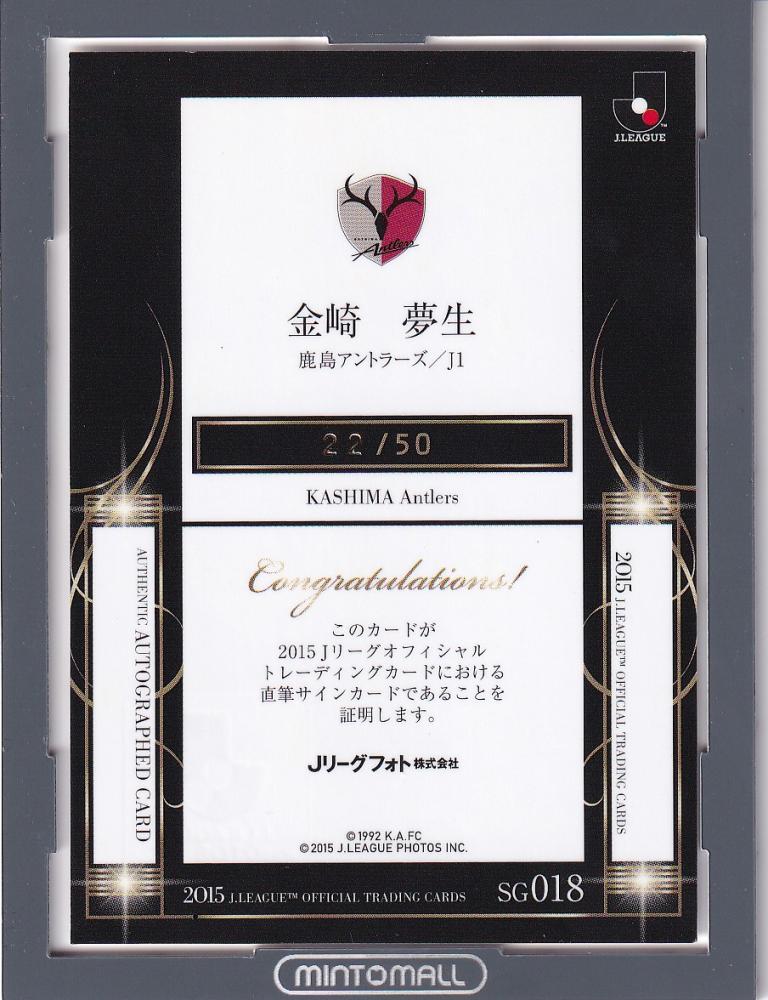 J.LEAGUE™
KASHIMA
Antlers
金崎　夢生
鹿島アントラーズ／J1
22/50
KASHIMA Antlers
Congratulations!
このカードが
2015 Jリーグオフィシャル
トレーディングカードにおける
直筆サインカードであることを
証明します。
Jリーグフォト株式会社
©1992 K.A.FC
©2015 J.LEAGUE PHOTOS INC.
AUTHENTIC AUTOGRAPHED CARD
2015 J.LEAGUE™ OFFICIAL TRADING CARDS
2015 J.LEAGUE™ OFFICIAL TRADING CARDS
SG018
MINTOMALL